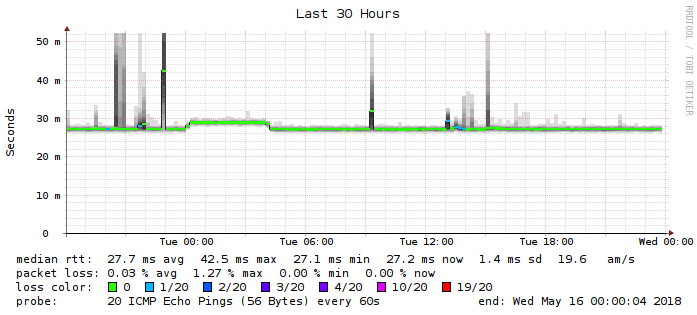 Last 30 Hours
RRDTOOL / TOBI OETIKER
Seconds
50 m
40 m
30 m
20 m
10 m
0
Tue 00:00 Tue 06:00 Tue 12:00 Tue 18:00 Wed 00:00
median rtt: 27.7 ms avg 42.5 ms max 27.1 ms min 27.2 ms now 1.4 ms sd 19.6 am/s
packet loss: 0.03 % avg 1.27 % max 0.00 % min 0.00 % now
loss color: 0 1/20 2/20 3/20 4/20 10/20 19/20
probe: 20 ICMP Echo Pings (56 Bytes) every 60s end: Wed May 16 00:00:04 2018